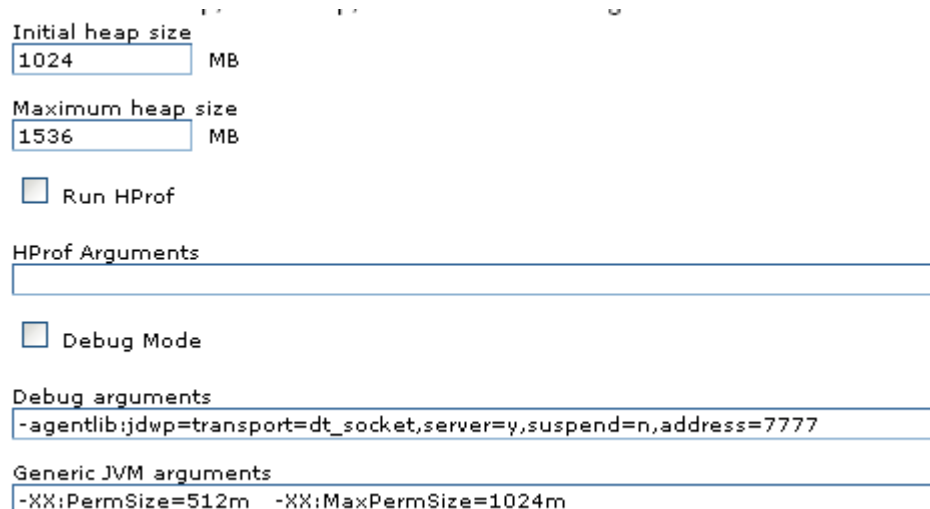 Initial heap size
1024 MB
Maximum heap size
1536 MB
Run HProf
HProf Arguments
Debug Mode
Debug arguments
-agentlib:jdwp=transport=dt_socket,server=y,suspend=n,address=7777
Generic JVM arguments
-XX:PermSize=512m -XX:MaxPermSize=1024m